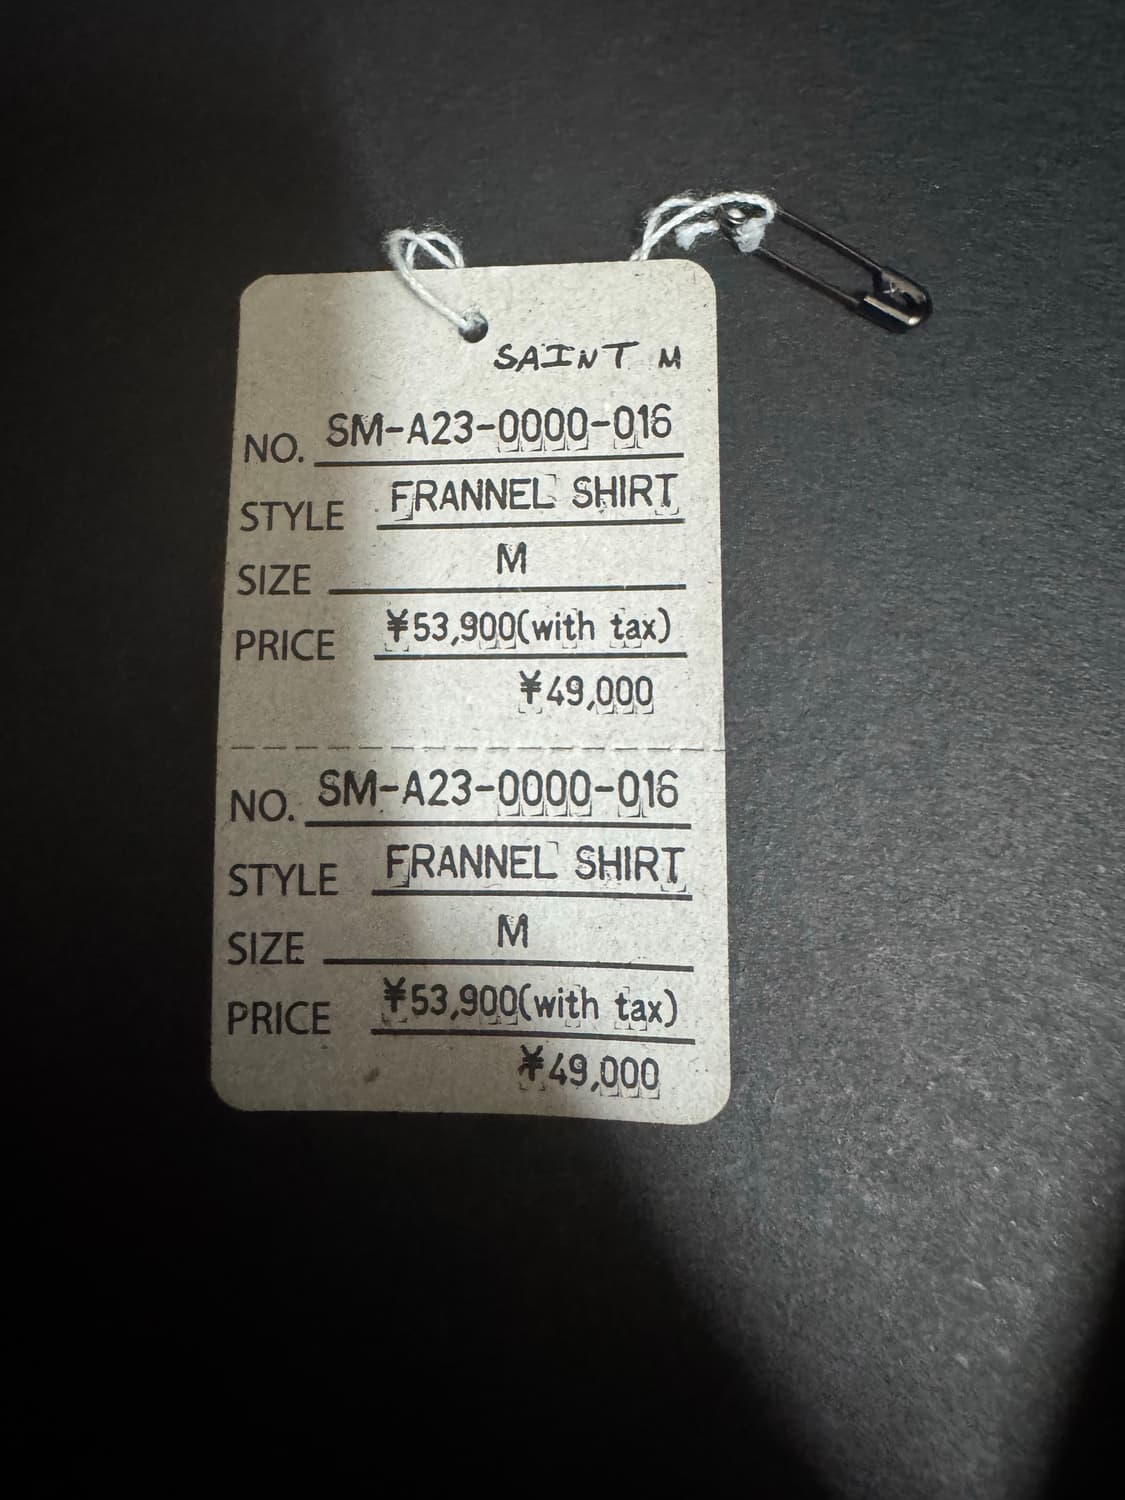 SAINT M
NO. SM-A23-0000-016
STYLE FRANNEL SHIRT
SIZE M
PRICE ¥53,900(with tax)
¥49,000
NO. SM-A23-0000-016
STYLE FRANNEL SHIRT
SIZE M
PRICE ¥53,900(with tax)
¥49,000